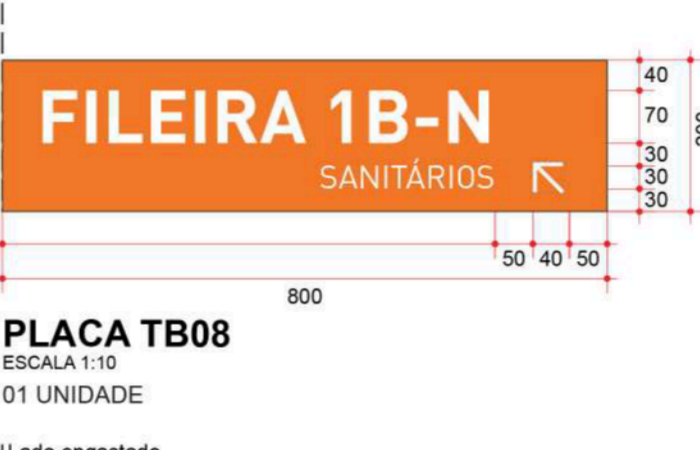 FILEIRA 1B-N
SANITÁRIOS
40
70
30
30
30
50 40 50
800
PLACA TB08
ESCALA 1:10
01 UNIDADE